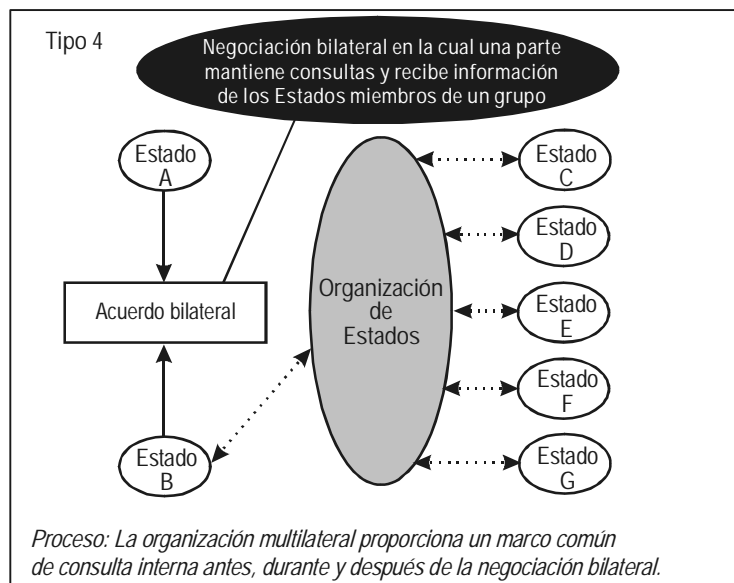 Tipo 4
Negociación bilateral en la cual una parte
mantiene consultas y recibe información
de los Estados miembros de un grupo
Estado
A
Acuerdo bilateral
Estado
B
Organización
de
Estados
Estado
C
Estado
D
Estado
E
Estado
F
Estado
G
Proceso: La organización multilateral proporciona un marco común
de consulta interna antes, durante y después de la negociación bilateral.